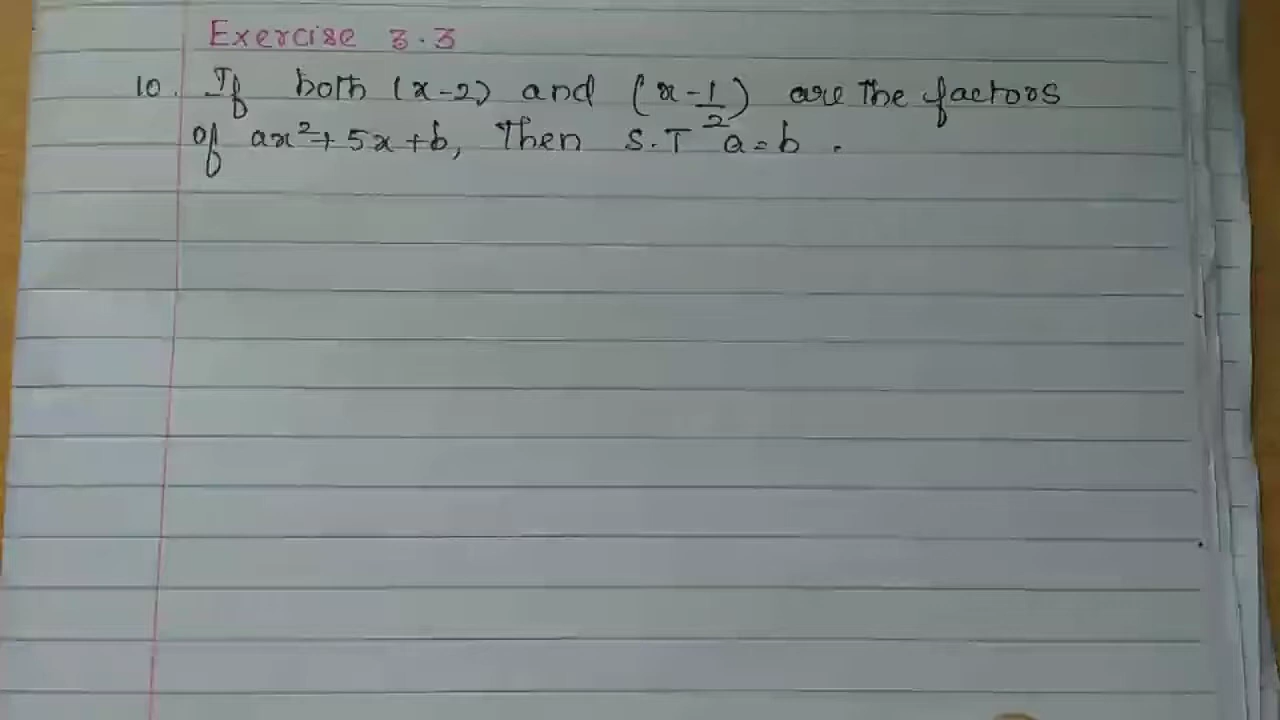 Exercise 3.3
10. If both (x-2) and (x-1/2) are the factors
of ax²+5x+b, Then S.T a=b.